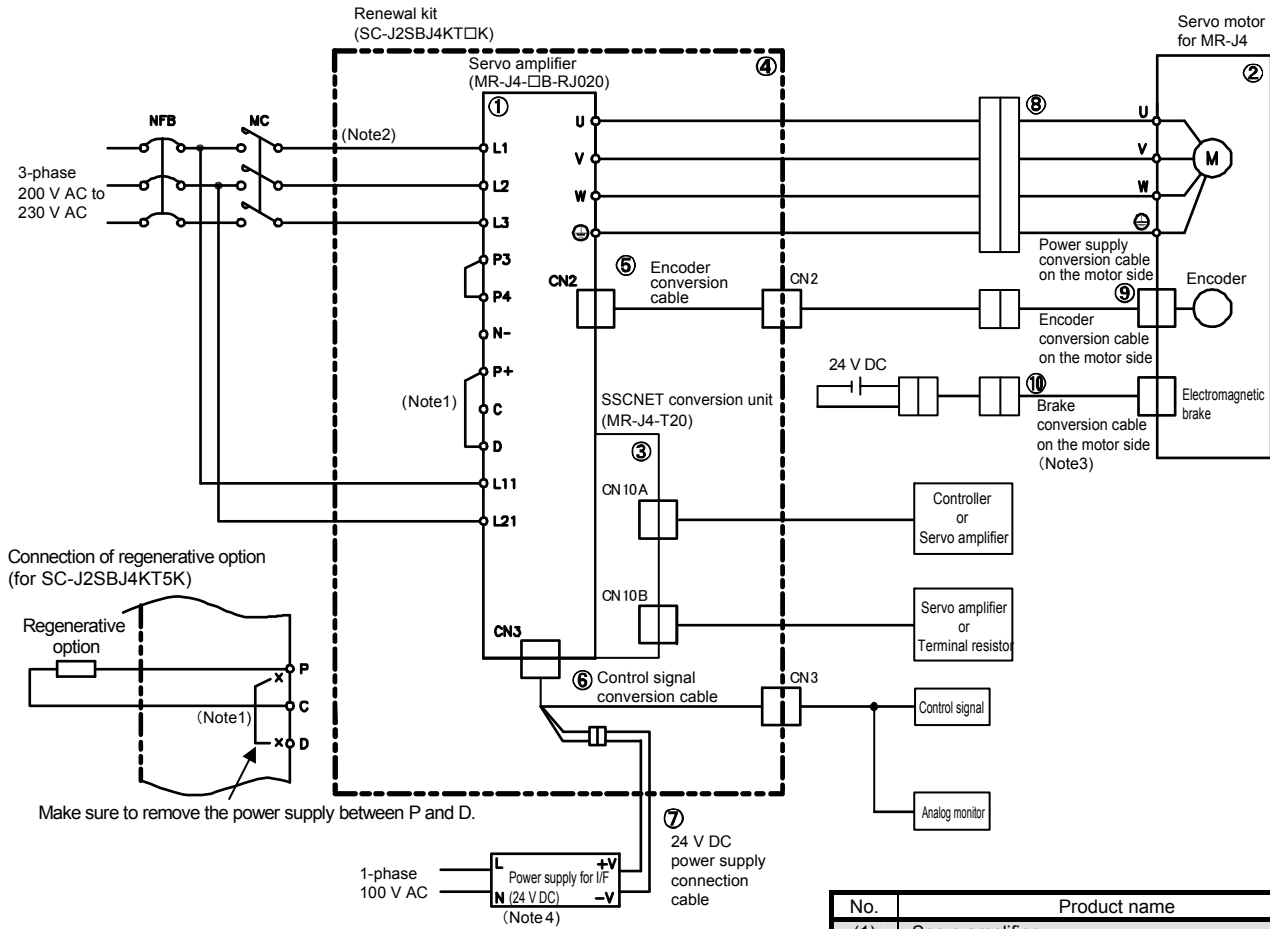 Renewal kit
(SC-J2SBJ4KT□K)
Servo motor
for MR-J4
Servo amplifier
(MR-J4-□B-RJ020)
④
②
①
⑧
NFB
MC
(Note2)
U
V
W
L1
L2
L3
U
V
W
M
3-phase
200 V AC to
230 V AC
P3
P4
N-
P+
C
D
L11
L21
(Note1)
CN2
⑤
Encoder
conversion
cable
CN2
Power supply
conversion cable
on the motor side
⑨
Encoder
Encoder
conversion cable
on the motor side
24 V DC
⑩
Brake
conversion cable
on the motor side
(Note3)
Electromagnetic
brake
SSCNET conversion unit
(MR-J4-T20)
③
CN10A
Controller
or
Servo amplifier
CN10B
Servo amplifier
or
Terminal resistor
Connection of regenerative option
(for SC-J2SBJ4KT5K)
Regenerative
option
P
C
D
(Note1)
Make sure to remove the power supply between P and D.
CN3
⑥ Control signal
conversion cable
CN3
Control signal
Analog monitor
⑦
24 V DC
power supply
connection
cable
1-phase
100 V AC
L
N
Power supply for I/F
(24 V DC)
+V
−V
(Note 4)
No. Product name
(1) Servo amplifier